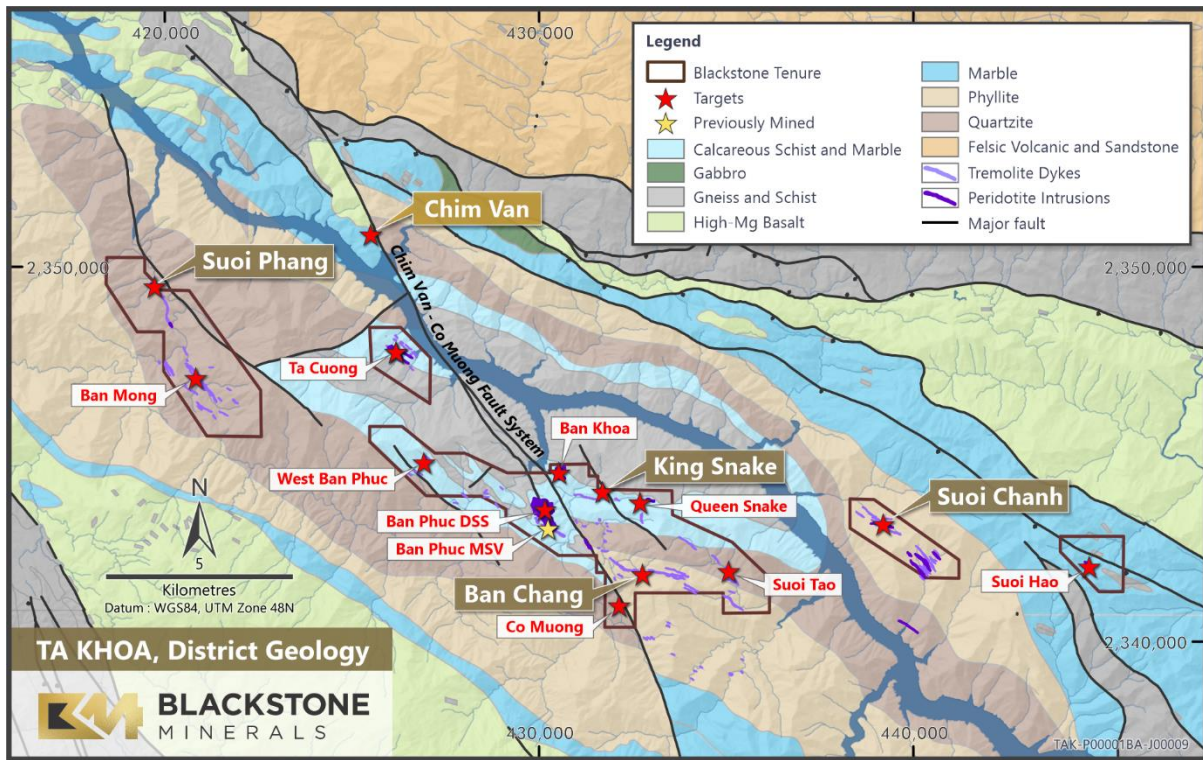 420,000
430,000
Legend
Blackstone Tenure
Targets
Previously Mined
Calcareous Schist and Marble
Gabbro
Gneiss and Schist
High-Mg Basalt
Marble
Phyllite
Quartzite
Felsic Volcanic and Sandstone
Tremolite Dykes
Peridotite Intrusions
Major fault
Chim Van
Suoi Phang
2,350,000
2,350,000
Chim Van - Co Muong Fault System
Ta Cuong
Ban Mong
Ban Khoa
West Ban Phuc
King Snake
Queen Snake
Suoi Chanh
Ban Phuc DSS
Ban Phuc MSV
Suoi Hao
Ban Chang
Suoi Tao
Co Muong
N
5
Kilometres
Datum : WGS84, UTM Zone 48N
2,340,000
TA KHOA, District Geology
BM BLACKSTONE
MINERALS
430,000
440,000
TAK-P00001BA-J00009